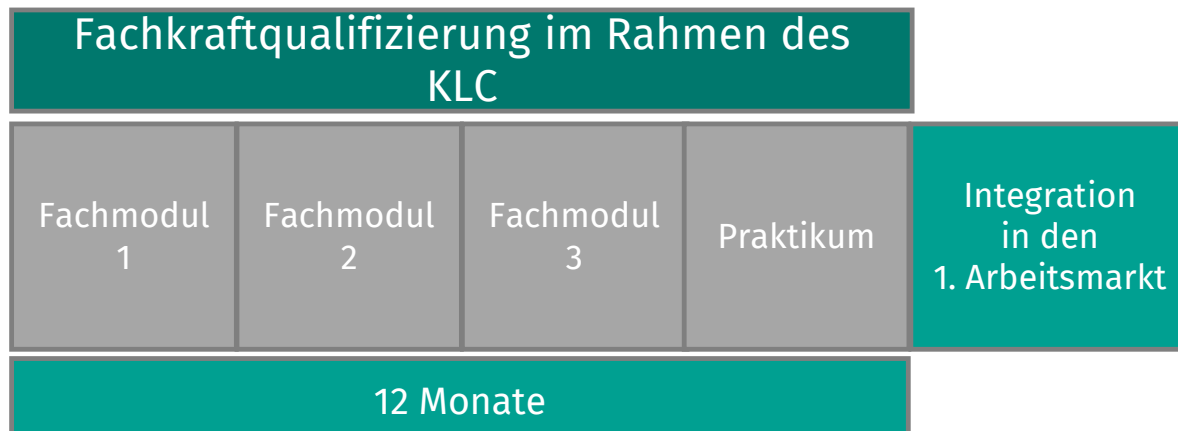 Fachkraftqualifizierung im Rahmen des
KLC
Fachmodul
1
Fachmodul
2
Fachmodul
3
Praktikum
Integration
in den
1. Arbeitsmarkt
12 Monate